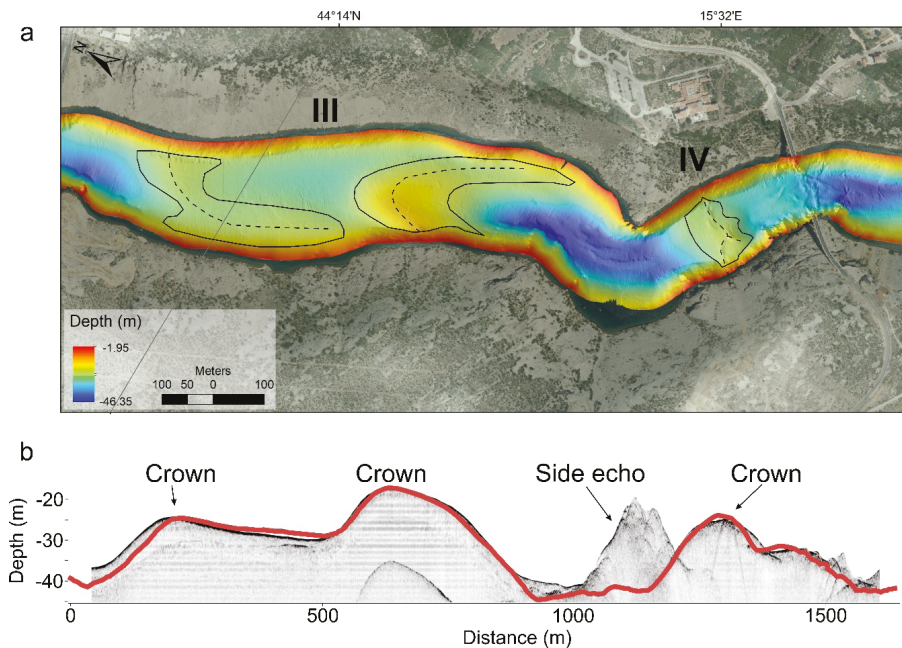 44°14'N
15°32'E
a
N
III
IV
Depth (m)
-1.95
-46.35
Meters
100 50 0 100
b
Crown
Crown
Side echo
Crown
Depth (m)
-20
-30
-40
0
500
1000
1500
Distance (m)